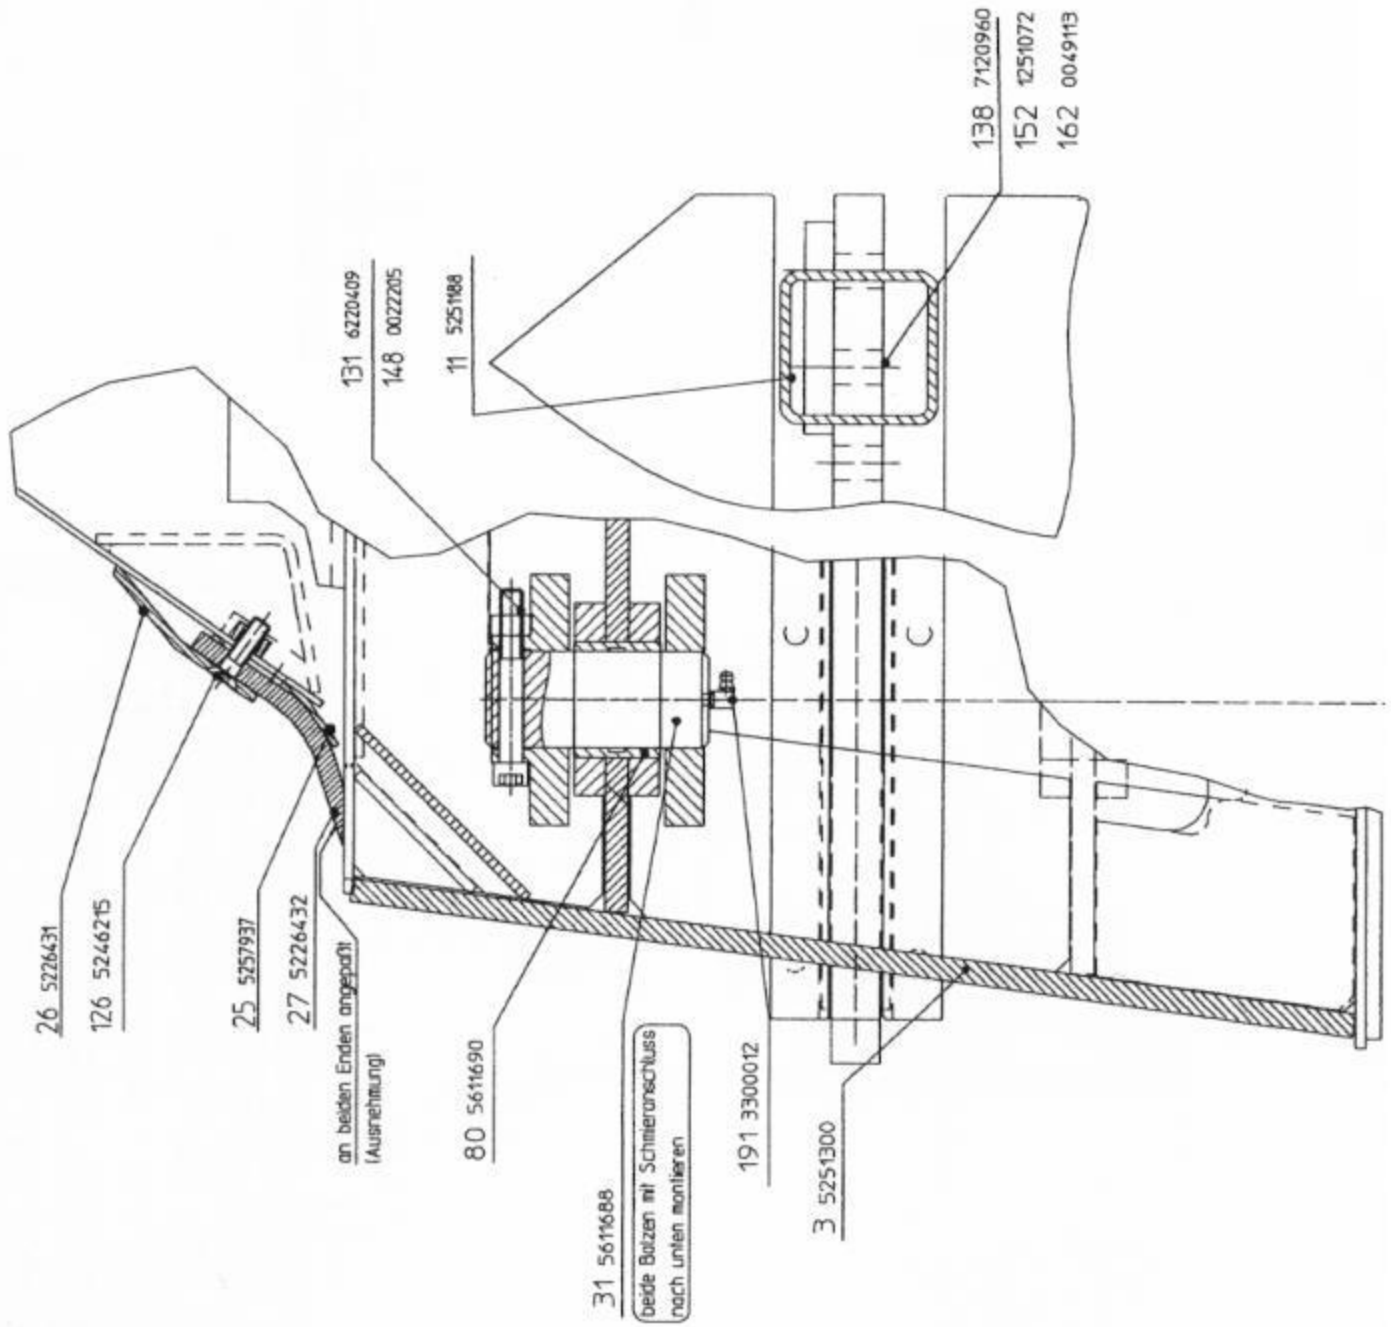 26 5226431
126 5246215
25 5257937
27 5226432
an beiden Enden angepaßt
(Ausnehmung)
80 5611690
31 5611688
beide Bolzen mit Schmieranschluss
nach unten montieren
191 3300012
3 5251300
131 6220409
148 0022205
11 5251188
138 7120960
152 1251072
162 0049113
C
C